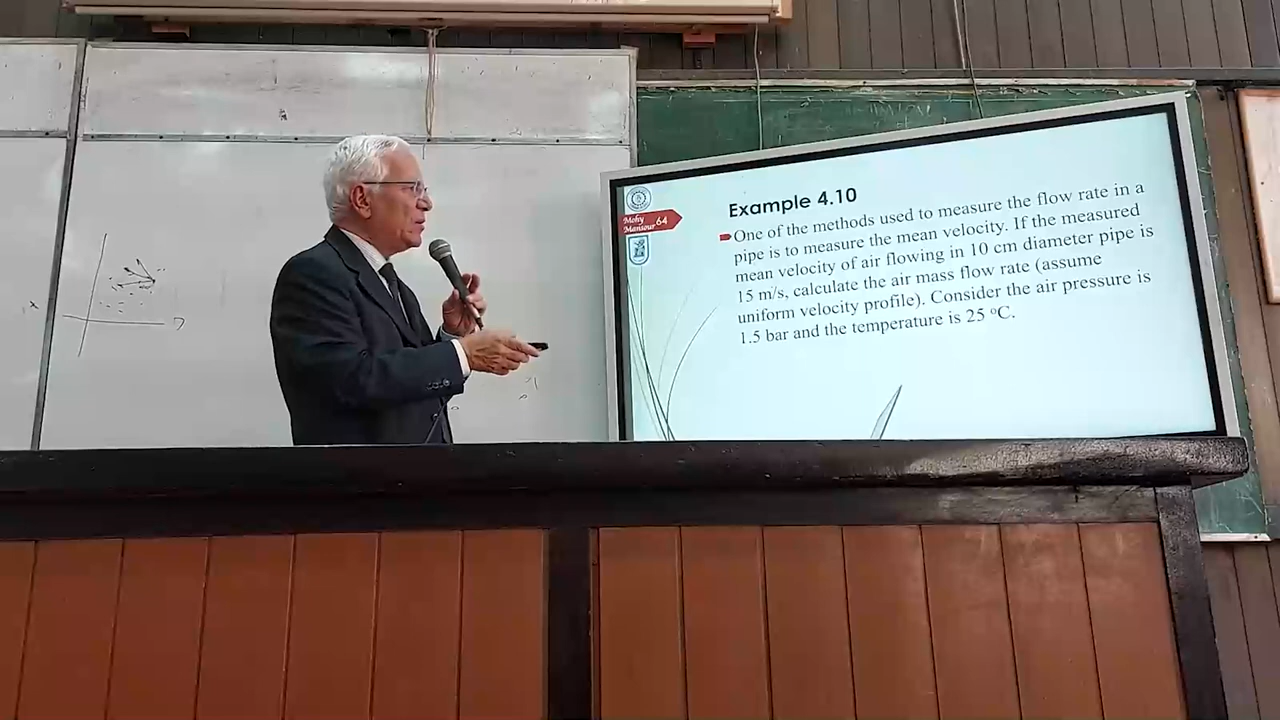 Example 4.10
Mohy
Mansour 64
One of the methods used to measure the flow rate in a
pipe is to measure the mean velocity. If the measured
mean velocity of air flowing in 10 cm diameter pipe is
15 m/s, calculate the air mass flow rate (assume
uniform velocity profile). Consider the air pressure is
1.5 bar and the temperature is 25 °C.